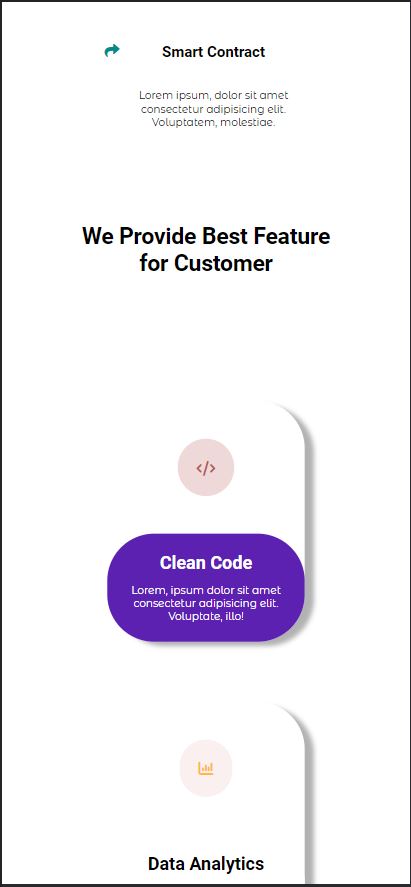 Smart Contract
Lorem ipsum, dolor sit amet
consectetur adipisicing elit.
Voluptatem, molestiae.
We Provide Best Feature
for Customer
Clean Code
Lorem, ipsum dolor sit amet
consectetur adipisicing elit.
Voluptate, illo!
Data Analytics